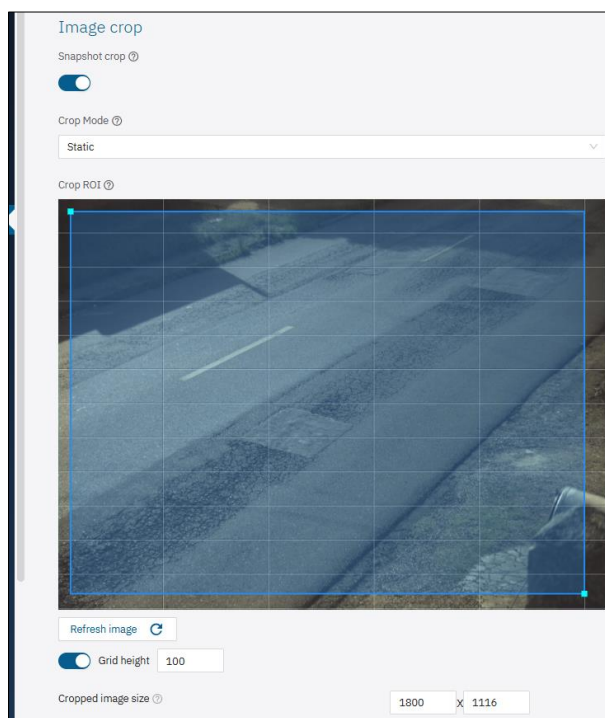 Image crop
Snapshot crop
Crop Mode
Static
Crop ROI
Refresh image
Grid height 100
Cropped image size 1800 X 1116